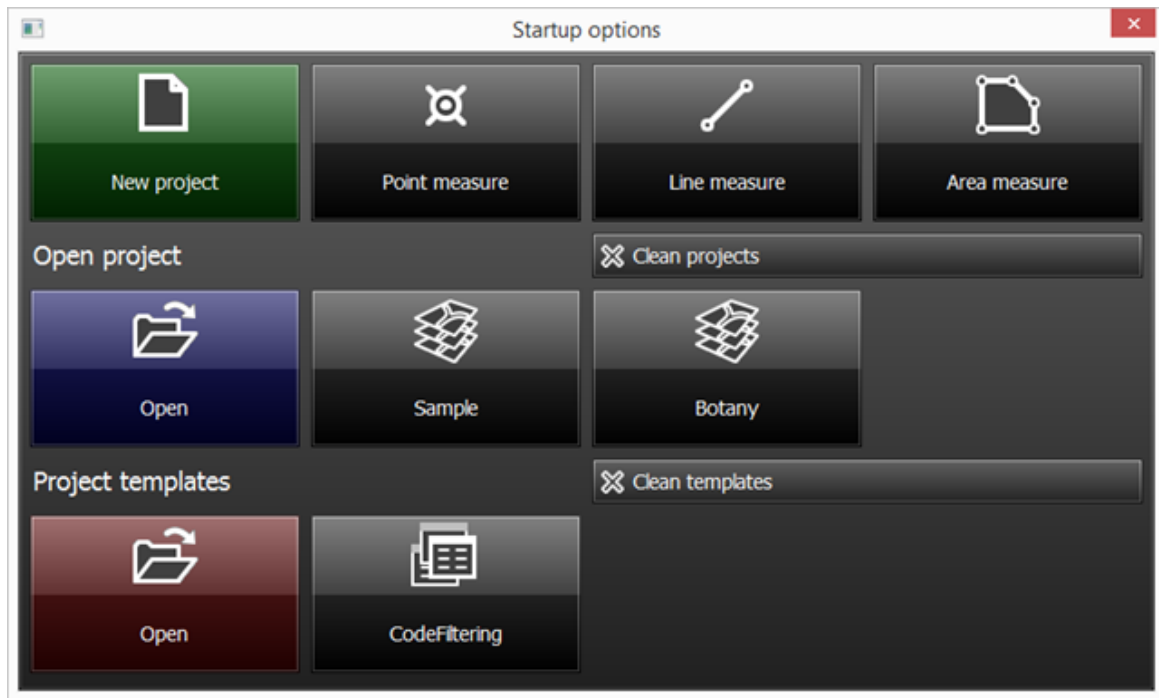 Startup options
New project
Point measure
Line measure
Area measure
Open project
Clean projects
Open
Sample
Botany
Project templates
Clean templates
Open
CodeFiltering